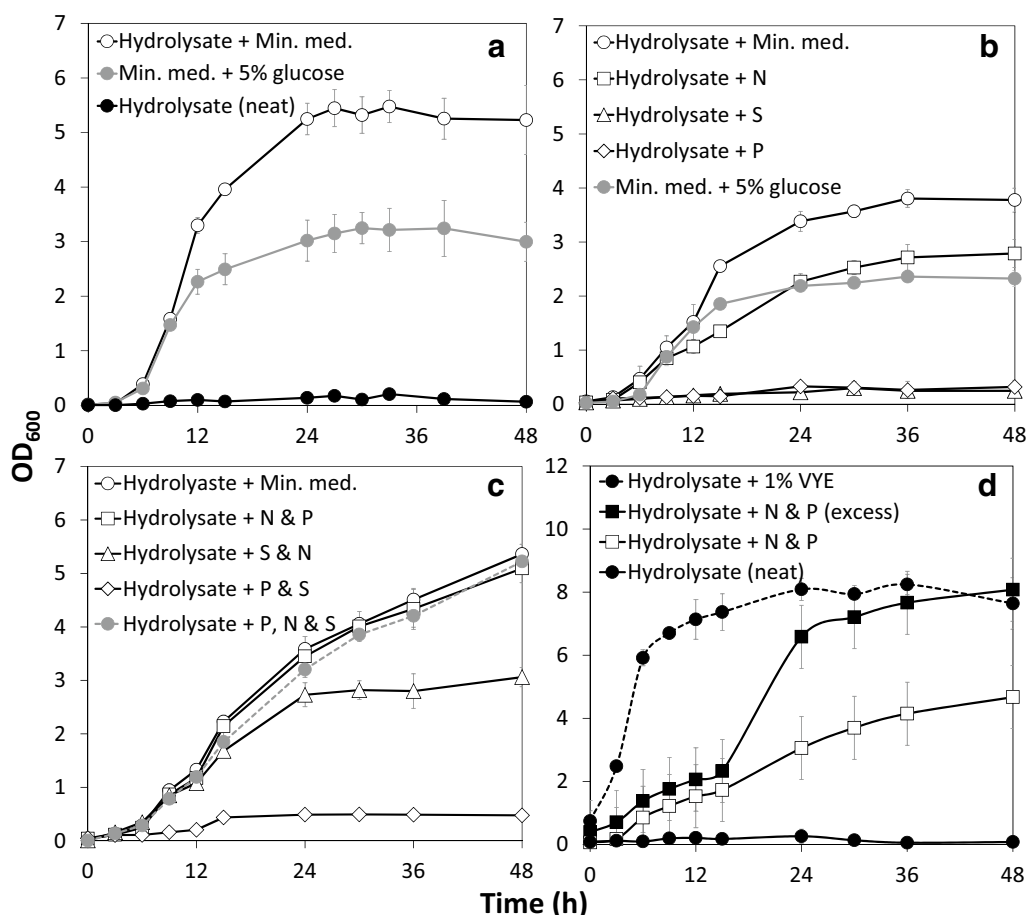 a
Hydrolysate + Min. med.
Min. med. + 5% glucose
Hydrolysate (neat)
7
6
5
4
3
2
1
0
0 12 24 36 48
b
Hydrolysate + Min. med.
Hydrolysate + N
Hydrolysate + S
Hydrolysate + P
Min. med. + 5% glucose
7
6
5
4
3
2
1
0
0 12 24 36 48
OD600
c
Hydrolyaste + Min. med.
Hydrolysate + N & P
Hydrolysate + S & N
Hydrolysate + P & S
Hydrolysate + P, N & S
7
6
5
4
3
2
1
0
0 12 24 36 48
d
Hydrolysate + 1% VYE
Hydrolysate + N & P (excess)
Hydrolysate + N & P
Hydrolysate (neat)
12
10
8
6
4
2
0
0 12 24 36 48
Time (h)